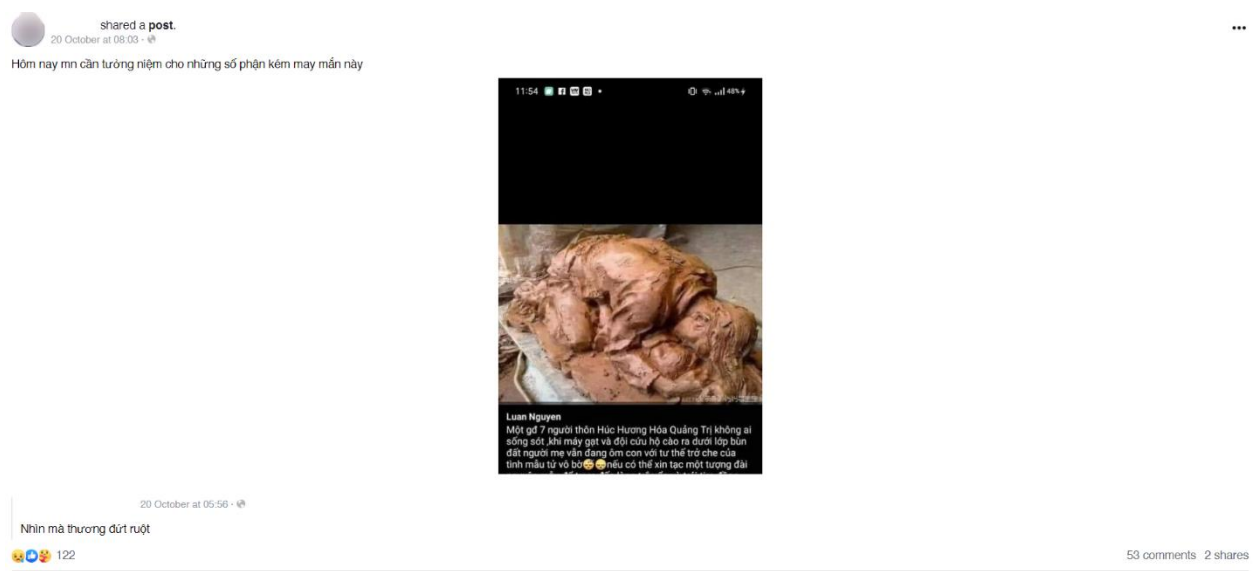 shared a post.
20 October at 08:03 ·
Hôm nay mn cần tưởng niệm cho những số phận kém may mắn này
11:54
48%
Luan Nguyen
Một gđ 7 người thôn Húc Hương Hóa Quảng Trị không ai
sống sót ,khi máy gạt và đội cứu hộ cào ra dưới lớp bùn
đất người mẹ vẫn đang ôm con với tư thế trở che của
tình mẫu tử vô bờ🤣😅nếu có thể xin tạc một tượng đài
20 October at 05:56 ·
Nhìn mà thương đứt ruột
122
53 comments 2 shares